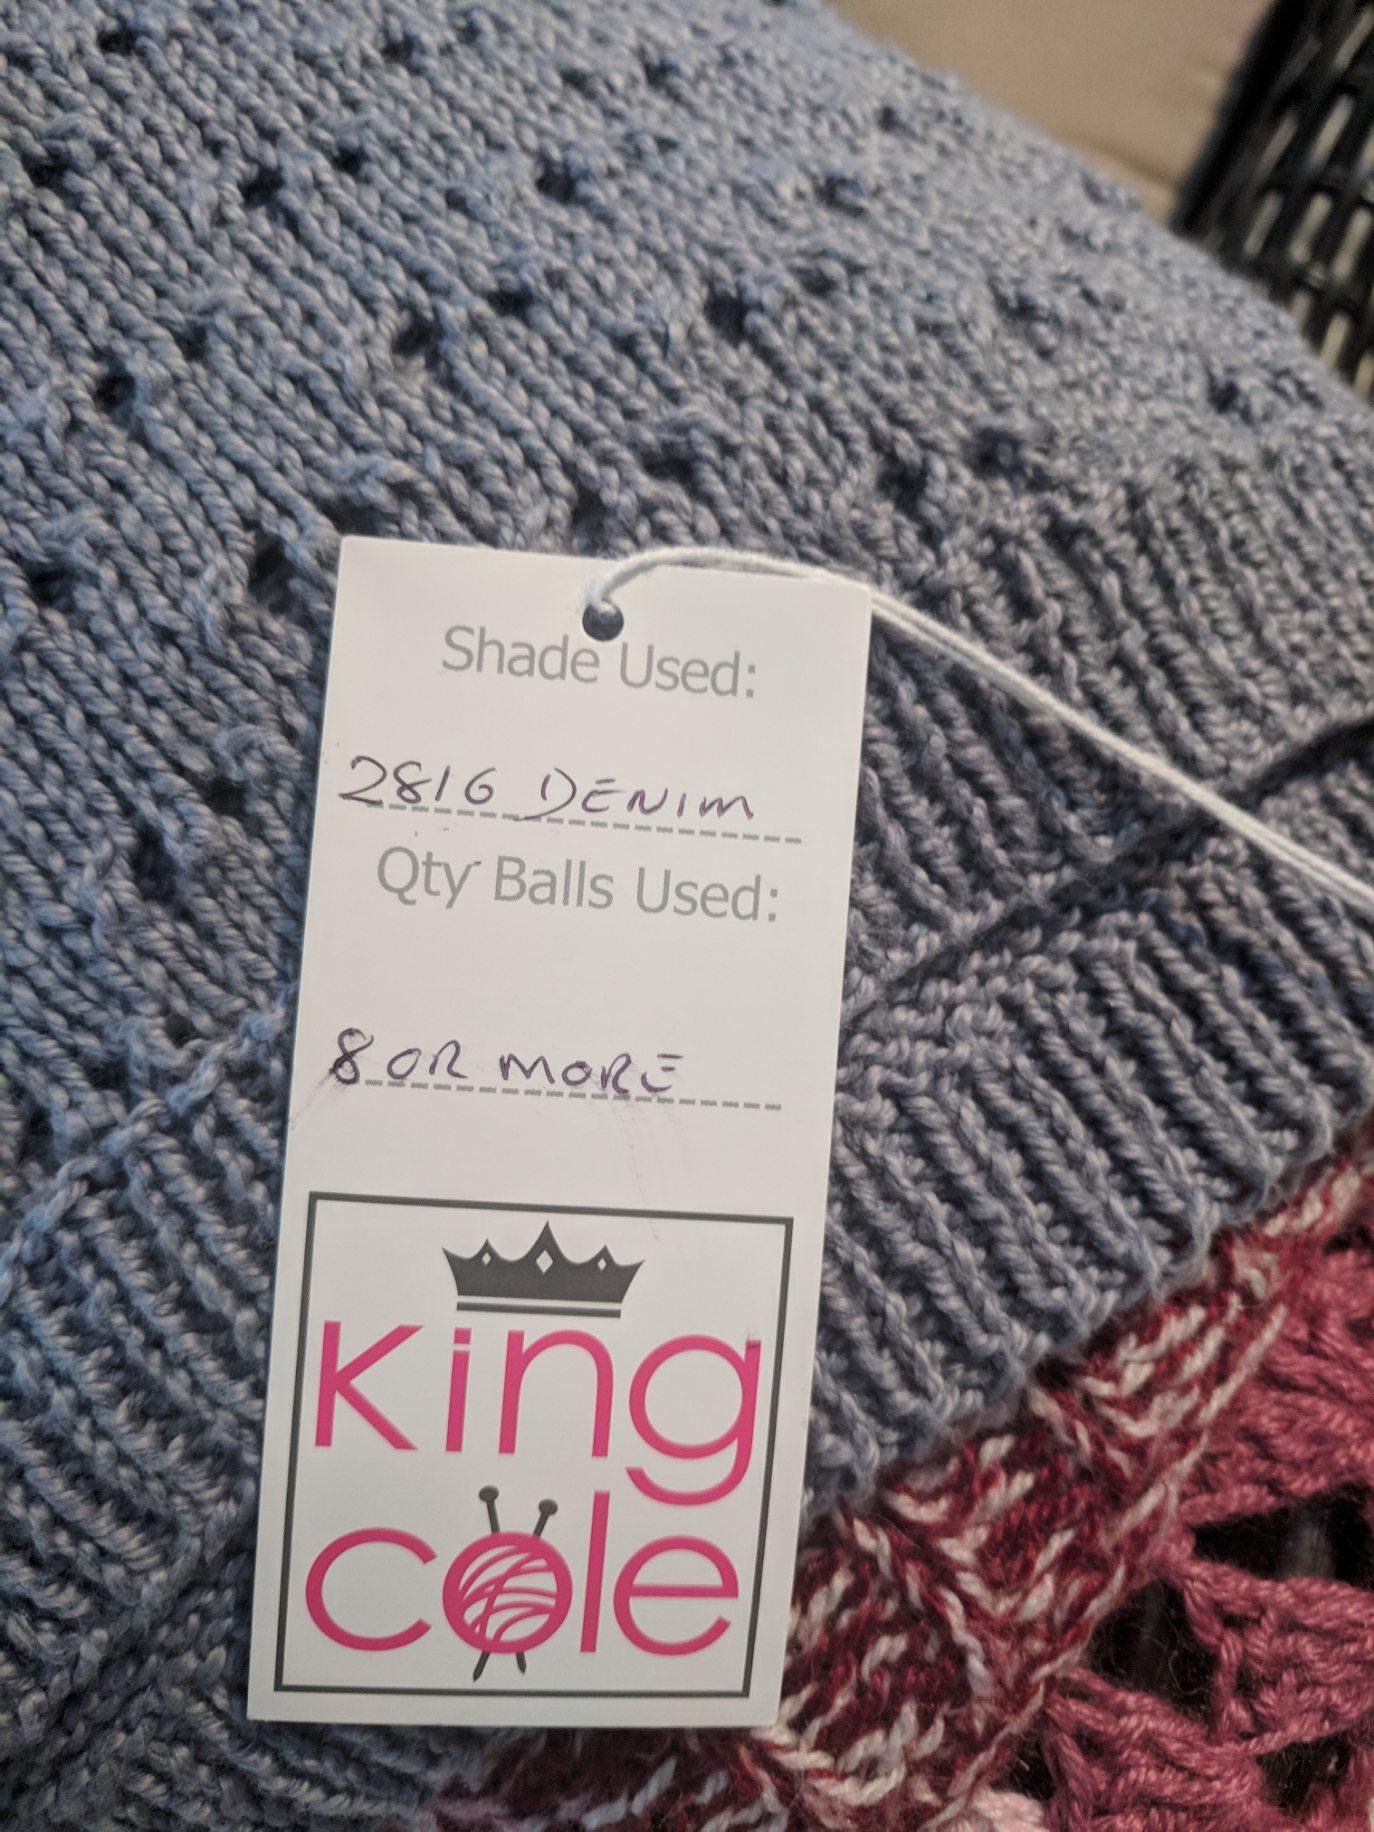 Shade Used:
2816 DENIM
Qty Balls Used:
8 OR MORE
King
cole